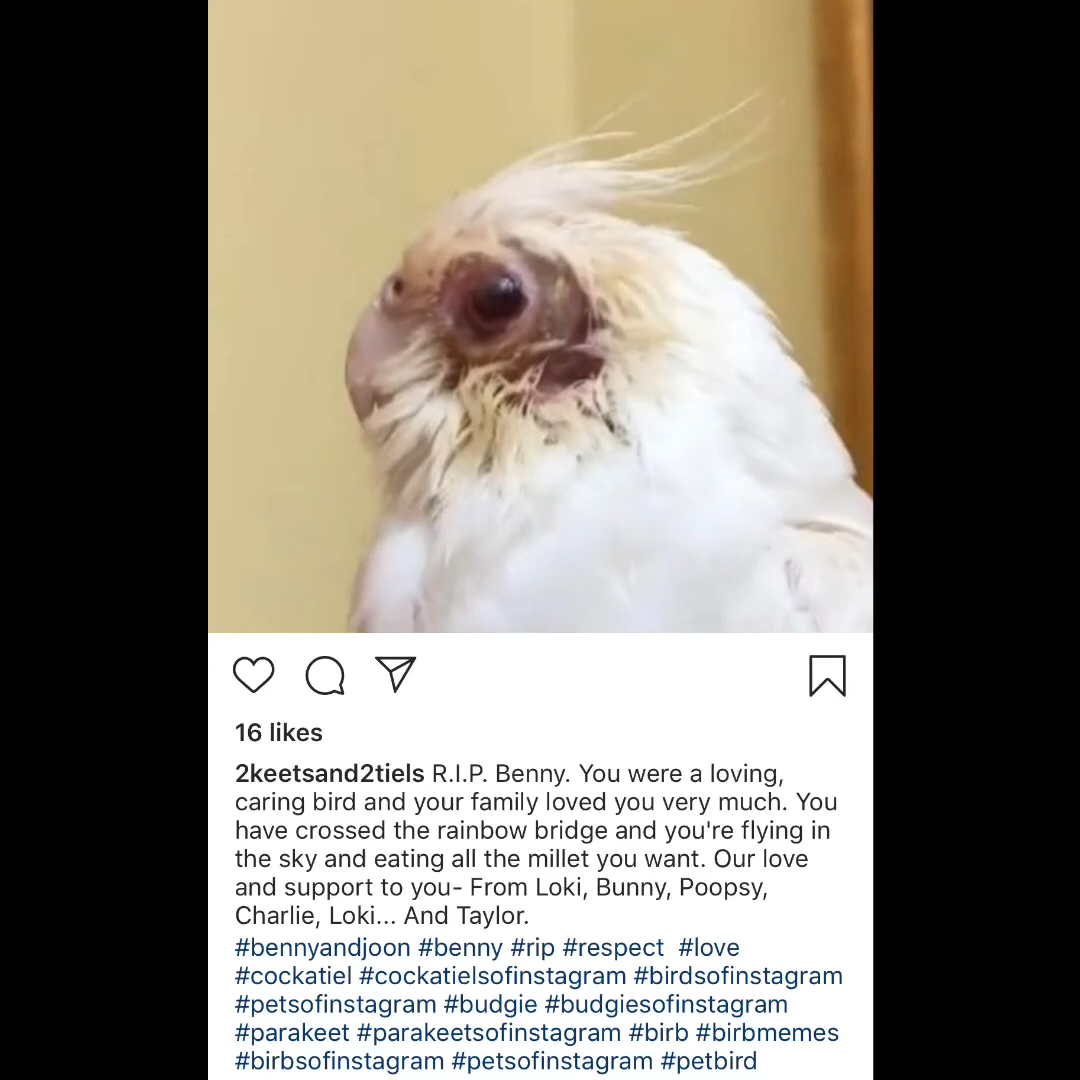 16 likes
2keetsand2tiels R.I.P. Benny. You were a loving,
caring bird and your family loved you very much. You
have crossed the rainbow bridge and you're flying in
the sky and eating all the millet you want. Our love
and support to you- From Loki, Bunny, Poopsy,
Charlie, Loki... And Taylor.
#bennyandjoon #benny #rip #respect  #love
#cockatiel #cockatielsofinstagram #birdsofinstagram
#petsofinstagram #budgie #budgiesofinstagram
#parakeet #parakeetsofinstagram #birb #birbmemes
#birbsofinstagram #petsofinstagram #petbird